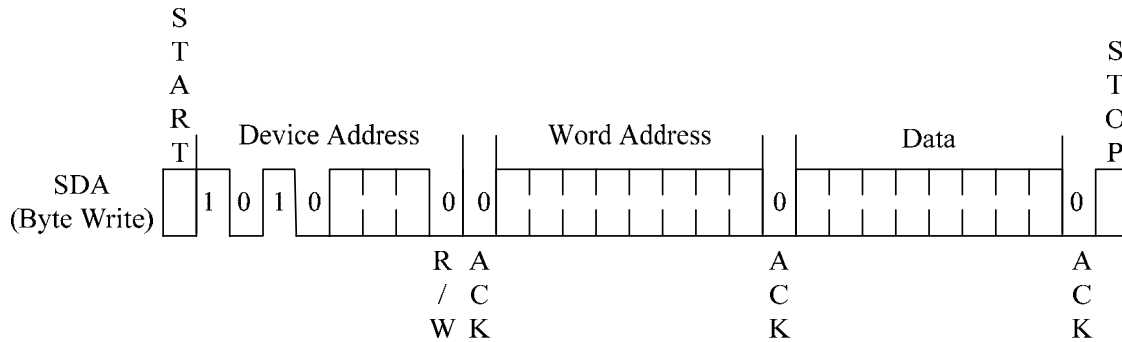 START
STOP
Device Address
Word Address
Data
SDA
(Byte Write)
1 0 1 0 0 0 0 0
R/W
ACK
ACK
ACK